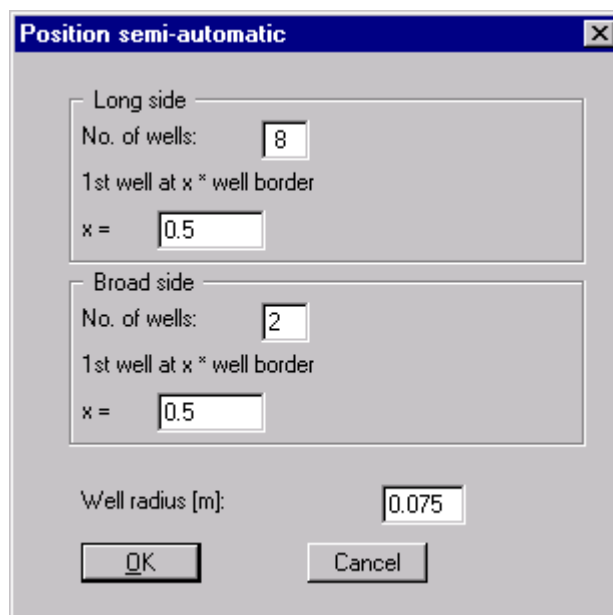 Position semi-automatic
Long side
No. of wells: 8
1st well at x * well border
x = 0.5
Broad side
No. of wells: 2
1st well at x * well border
x = 0.5
Well radius [m]: 0.075
OK Cancel